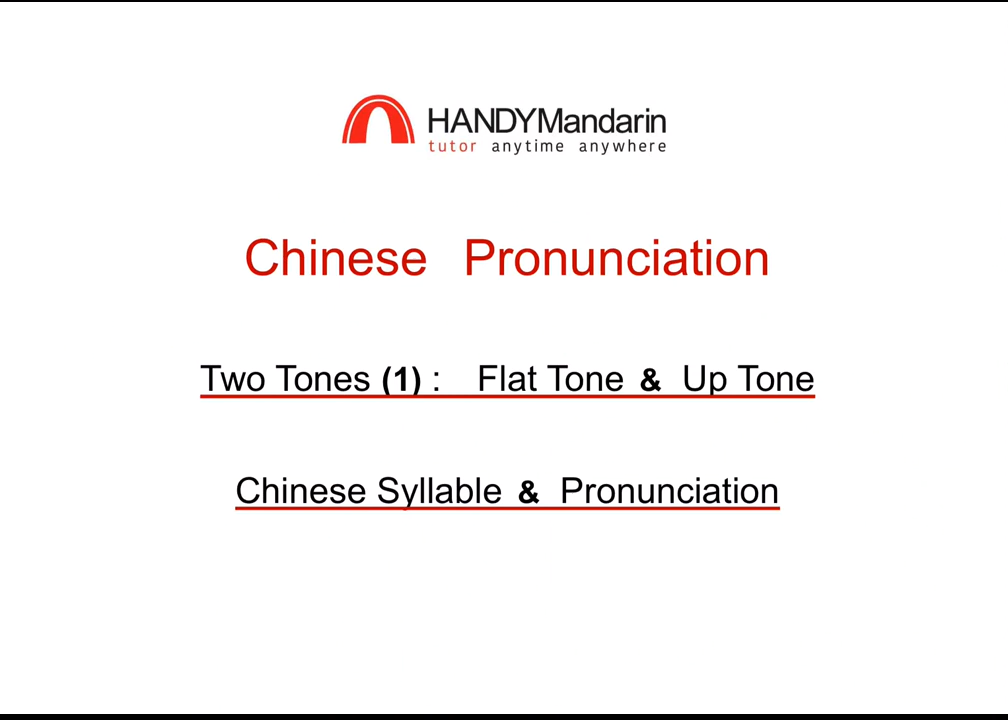 HANDYMandarin
tutor anytime anywhere
Chinese Pronunciation
Two Tones (1) : Flat Tone & Up Tone
Chinese Syllable & Pronunciation